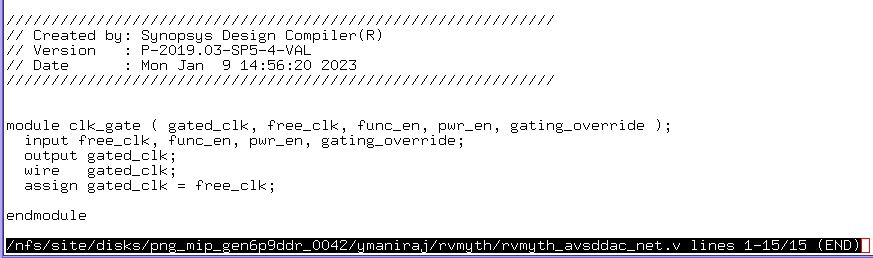 /////////////////////////////////////////////////////////////
// Created by: Synopsys Design Compiler(R)
// Version   : P-2019.03-SP5-4-VAL
// Date      : Mon Jan  9 14:56:20 2023
/////////////////////////////////////////////////////////////
module clk_gate ( gated_clk, free_clk, func_en, pwr_en, gating_override );
  input free_clk, func_en, pwr_en, gating_override;
  output gated_clk;
  wire   gated_clk;
  assign gated_clk = free_clk;
endmodule
/nfs/site/disks/png_mip_gen6p9ddr_0042/ymaniraj/rvmyth/rvmyth_avsddac_net.v lines 1-15/15 (END)